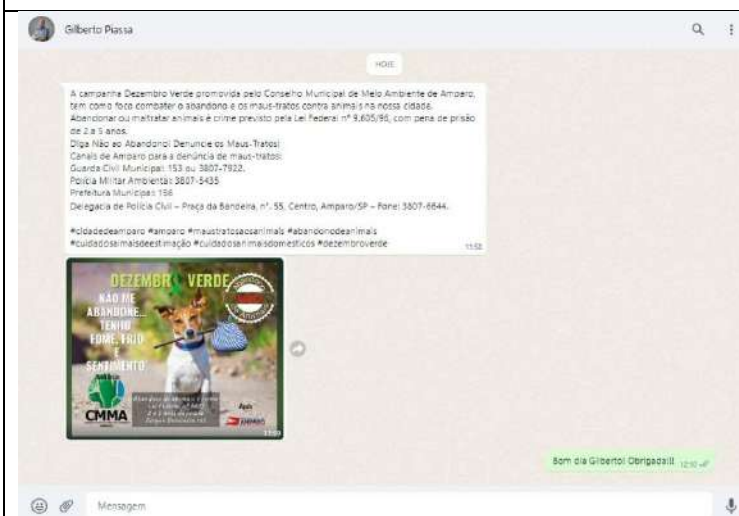 Gilberto Piassa
HOJE
A campanha Dezembro Verde promovida pelo Conselho Municipal de Meio Ambiente de Amparo,
tem como foco combater o abandono e os maus-tratos contra animais na nossa cidade.
Abandonar ou maltratar animais é crime previsto pela Lei Federal nº 9.605/98, com pena de prisão
de 2 a 5 anos.
Diga Não ao Abandono! Denuncie os Maus-Tratos!
Canais de Amparo para a denúncia de maus-tratos:
Guarda Civil Municipal: 153 ou 3807-7922.
Polícia Militar Ambiental: 3807-5435
Prefeitura Municipal: 156
Delegacia de Polícia Civil – Praça da Bandeira, nº. 55, Centro, Amparo/SP – Fone: 3807-6644.
#cidadedeamparo #amparo #maustratosaosanimais #abandonodeanimais
#cuidadosaimaisdeestimação #cuidadosanimaisdomesticos #dezembroverde
11:58
DEZEMBRO VERDE
NÃO ME
ABANDONE...
TENHO
FOME, FRIO
E
SENTIMENTO
CMMA
11:59
Bom dia Gilberto! Obrigada!!!
Mensagem